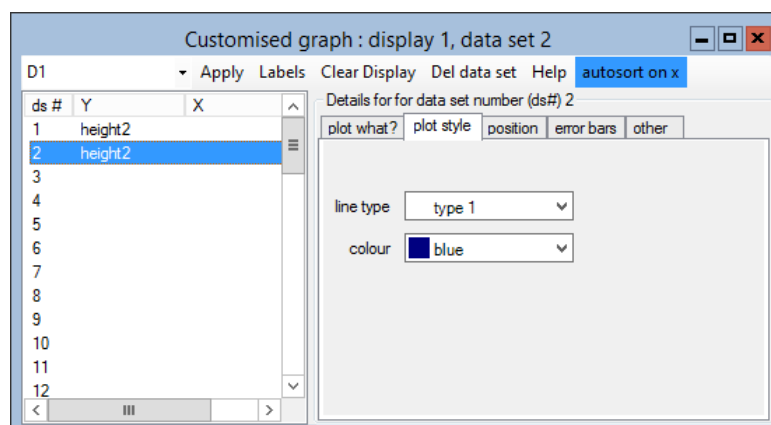 Customised graph : display 1, data set 2
D1 Apply Labels Clear Display Del data set Help autosort on x
ds # Y X
1 height2
2 height2
3
4
5
6
7
8
9
10
11
12
Details for for data set number (ds#) 2
plot what? plot style position error bars other
line type type 1
colour blue